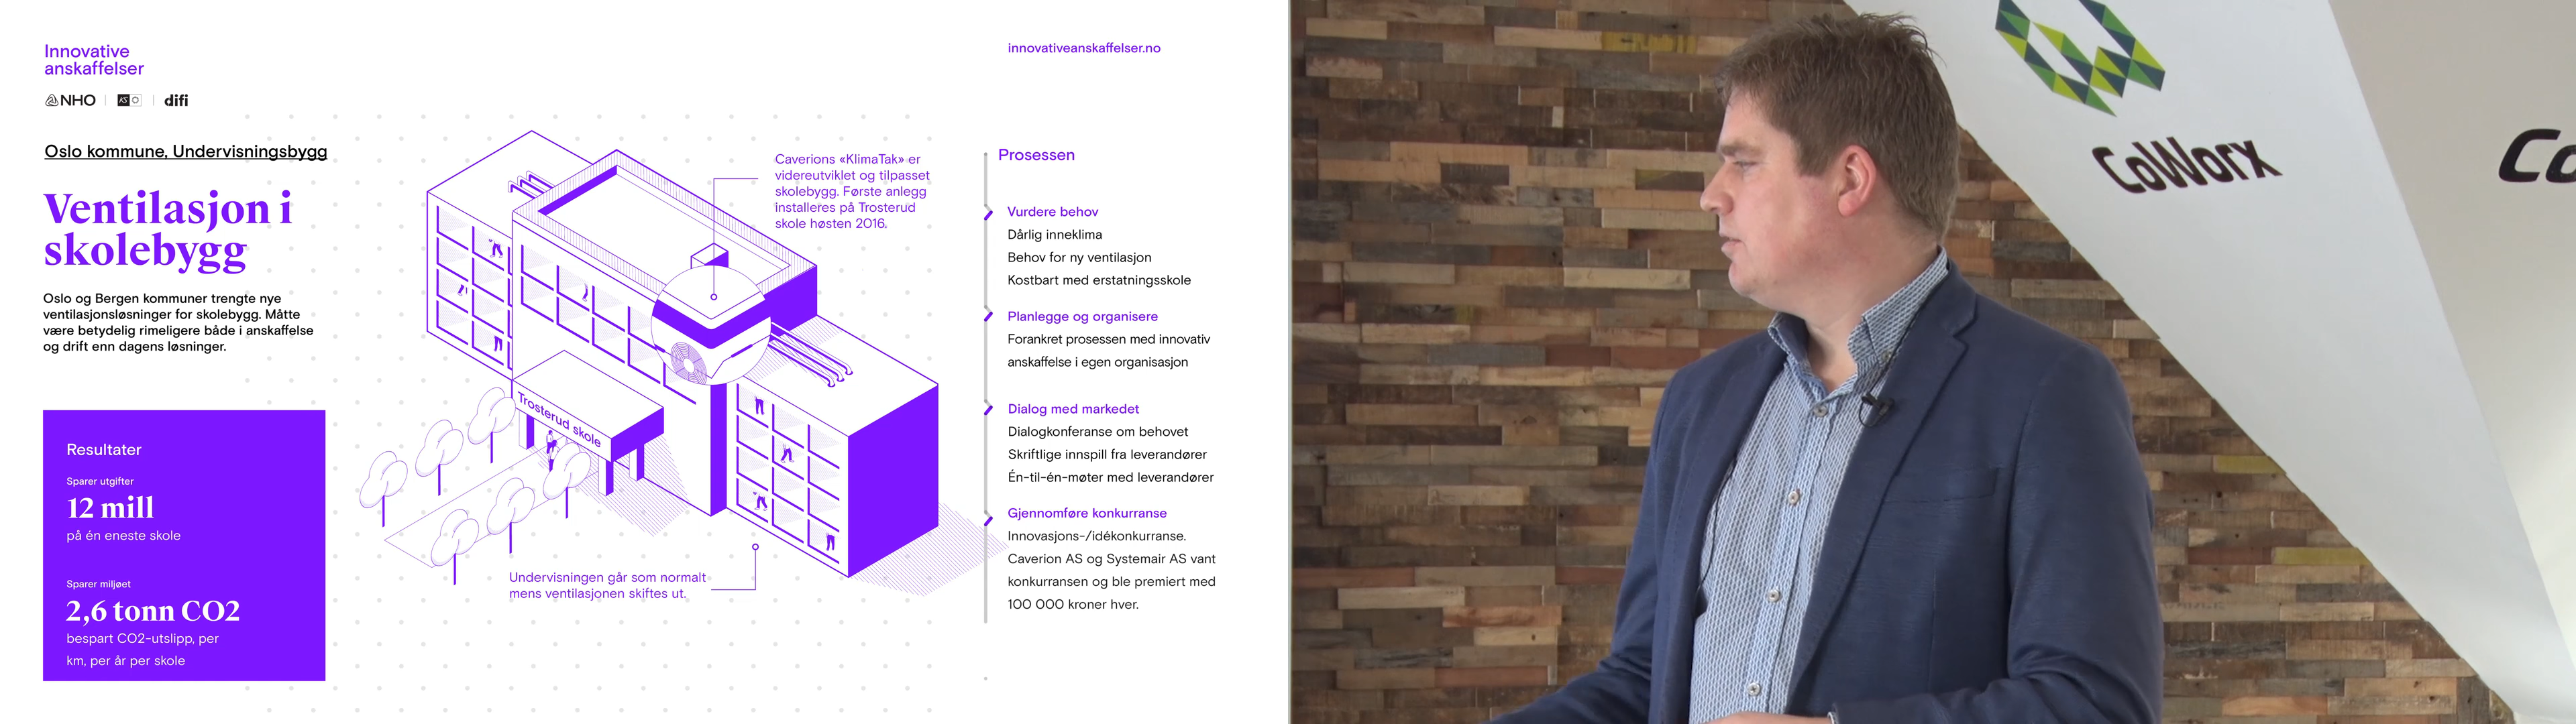 Innovative
anskaffelser
NHO
KS
difi
innovativeanskaffelser.no
Oslo kommune, Undervisningsbygg
Ventilasjon i
skolebygg
Oslo og Bergen kommuner trengte nye
ventilasjonsløsninger for skolebygg. Måtte
være betydelig rimeligere både i anskaffelse
og drift enn dagens løsninger.
Resultater
Sparer utgifter
12 mill
på én eneste skole
Sparer miljøet
2,6 tonn CO2
bespart CO2-utslipp, per
km, per år per skole
Caverions «KlimaTak» er
videreutviklet og tilpasset
skolebygg. Første anlegg
installeres på Trosterud
skole høsten 2016.
Trosterud skole
Undervisningen går som normalt
mens ventilasjonen skiftes ut.
Prosessen
Vurdere behov
Dårlig inneklima
Behov for ny ventilasjon
Kostbart med erstatningsskole
Planlegge og organisere
Forankret prosessen med innovativ
anskaffelse i egen organisasjon
Dialog med markedet
Dialogkonferanse om behovet
Skriftlige innspill fra leverandører
Én-til-én-møter med leverandører
Gjennomføre konkurranse
Innovasjons-/idékonkurranse.
Caverion AS og Systemair AS vant
konkurransen og ble premiert med
100 000 kroner hver.
CoWorx
Co